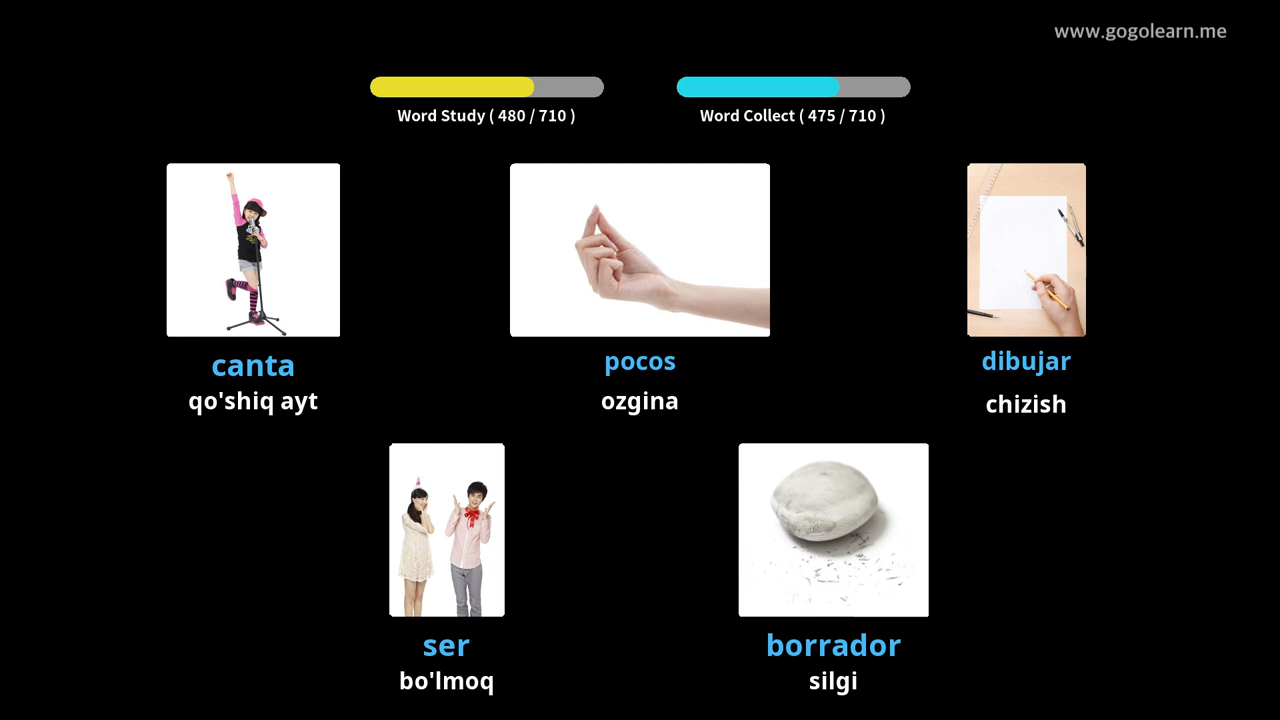 www.gogolearn.me
Word Study ( 480 / 710 )
Word Collect ( 475 / 710 )
canta
qo'shiq ayt
pocos
ozgina
dibujar
chizish
ser
bo'lmoq
borrador
silgi